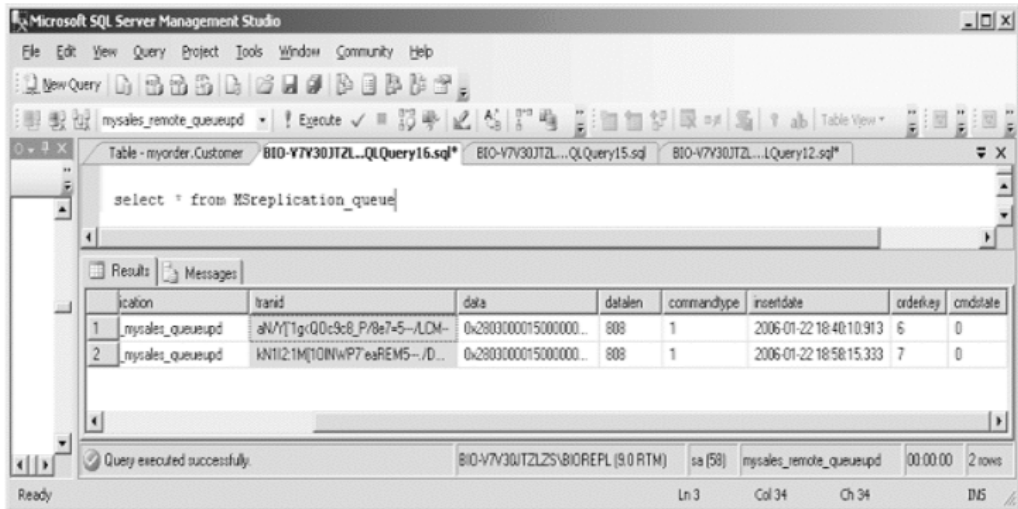 Microsoft SQL Server Management Studio
File Edit View Query Project Tools Window Community Help
New Query
mysales_remote_queueupd Execute Table View
Table - myorder.Customer BIO-V7V30JTZL...QLQuery16.sql* BIO-V7V30JTZL...QLQuery15.sql BIO-V7V30JTZL...LQuery12.sql*
select * from MSreplication_queue
Results Messages
ication tranid data datalen commandtype insertdate orderkey cmdstate
1 _mysales_queueupd 0x2803000015000000... 808 1 2006-01-22 18:40:10.913 6 0
2 _mysales_queueupd 0x2803000015000000... 808 1 2006-01-22 18:58:15.333 7 0
Query executed successfully. BIO-V7V30JTZLZS\BIOREPL (9.0 RTM) sa (58) mysales_remote_queueupd 00:00:00 2 rows
Ready Ln 3 Col 34 Ch 34 INS